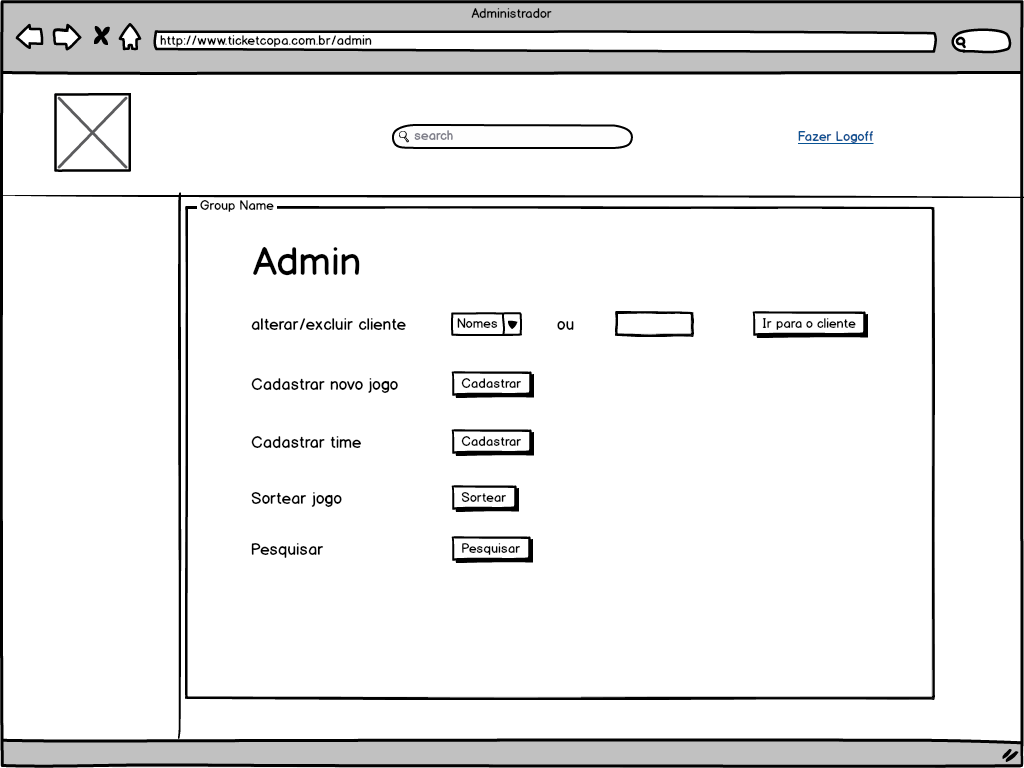 Administrador
http://www.ticketcopa.com.br/admin
search
Fazer Logoff
Group Name
Admin
alterar/excluir cliente Nomes ou Ir para o cliente
Cadastrar novo jogo Cadastrar
Cadastrar time Cadastrar
Sortear jogo Sortear
Pesquisar Pesquisar